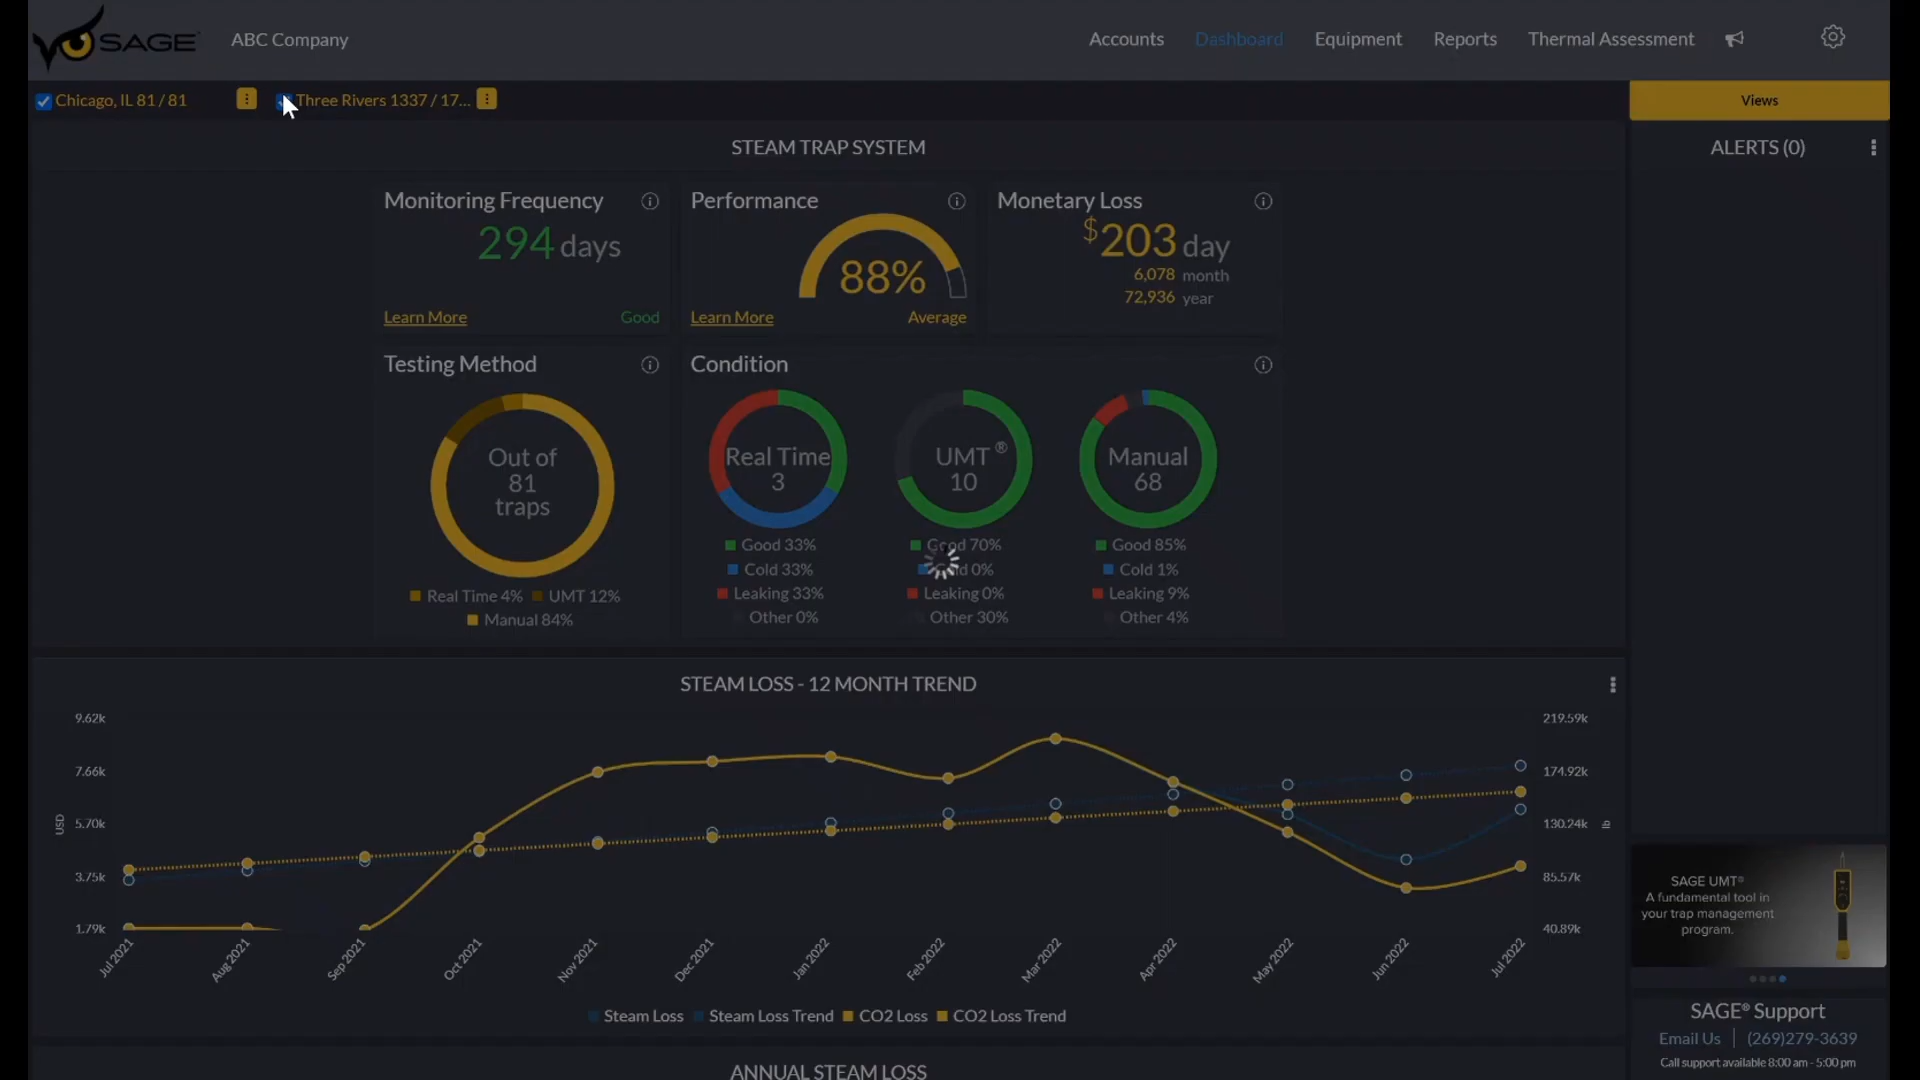 SAGE
ABC Company
Accounts
Dashboard
Equipment
Reports
Thermal Assessment
Chicago, IL 81 / 81
Three Rivers 1337 / 17...
Views
STEAM TRAP SYSTEM
ALERTS (0)
Monitoring Frequency
294 days
Learn More
Good
Performance
88%
Learn More
Average
Monetary Loss
$203 day
6,078 month
72,936 year
Testing Method
Out of
81
traps
Real Time 4%
UMT 12%
Manual 84%
Condition
Real Time
3
Good 33%
Cold 33%
Leaking 33%
Other 0%
UMT ®
10
Good 70%
0%
Leaking 0%
Other 30%
Manual
68
Good 85%
Cold 1%
Leaking 9%
Other 4%
STEAM LOSS - 12 MONTH TREND
9.62k
7.66k
5.70k
3.75k
1.79k
USD
219.59k
174.92k
130.24k
85.57k
40.89k
lb
Jul 2021
Aug 2021
Sep 2021
Oct 2021
Nov 2021
Dec 2021
Jan 2022
Feb 2022
Mar 2022
Apr 2022
May 2022
Jun 2022
Jul 2022
Steam Loss
Steam Loss Trend
CO2 Loss
CO2 Loss Trend
SAGE UMT®
A fundamental tool in
your trap management
program.
SAGE® Support
Email Us | (269)279-3639
Call support available 8:00 am - 5:00 pm
ANNUAL STEAM LOSS